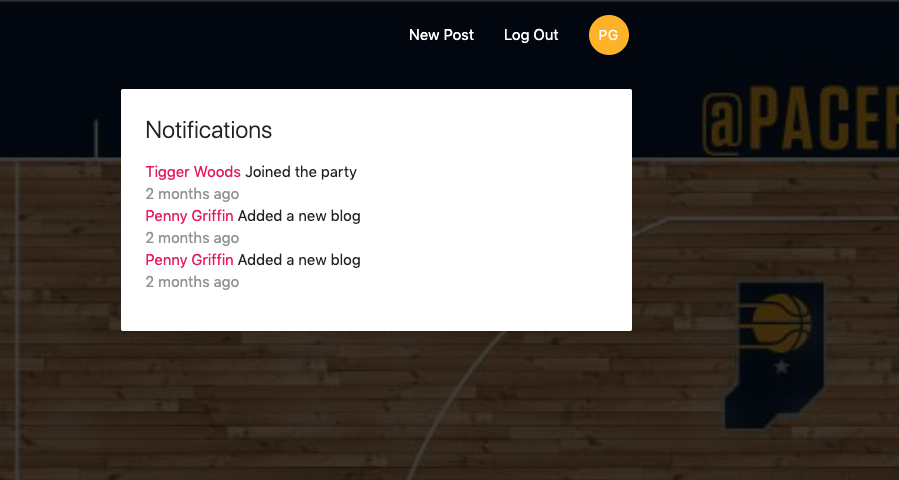 New Post Log Out PG
@PACER
Notifications
Tigger Woods Joined the party
2 months ago
Penny Griffin Added a new blog
2 months ago
Penny Griffin Added a new blog
2 months ago